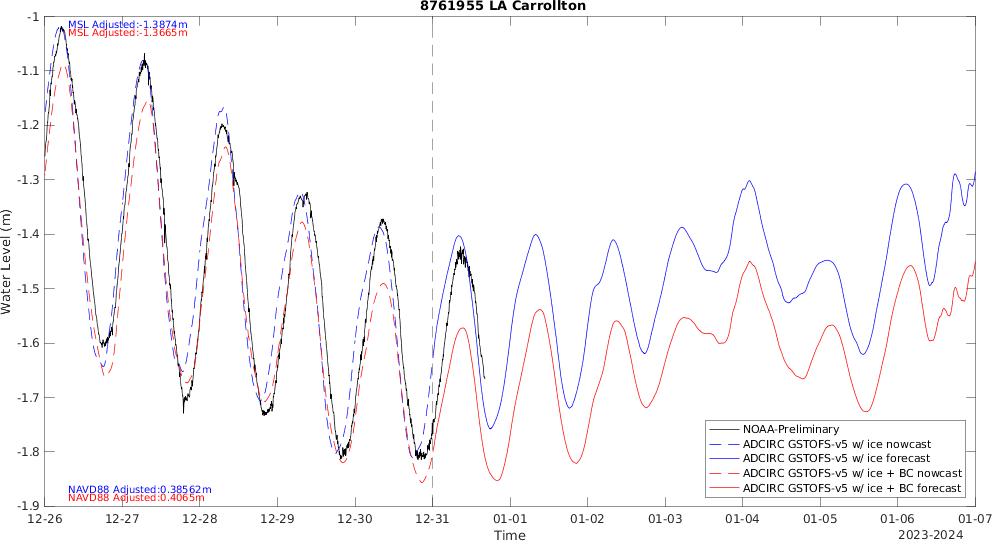 8761955 LA Carrollton
MSL Adjusted:-1.3874m
MSL Adjusted:-1.3665m
-1
-1.1
-1.2
-1.3
-1.4
-1.5
-1.6
-1.7
-1.8
-1.9
Water Level (m)
NAVD88 Adjusted:0.38562m
NAVD88 Adjusted:0.4065m
NOAA-Preliminary
ADCIRC GSTOFS-v5 w/ ice nowcast
ADCIRC GSTOFS-v5 w/ ice forecast
ADCIRC GSTOFS-v5 w/ ice + BC nowcast
ADCIRC GSTOFS-v5 w/ ice + BC forecast
12-26 12-27 12-28 12-29 12-30 12-31 01-01 01-02 01-03 01-04 01-05 01-06 01-07
Time
2023-2024